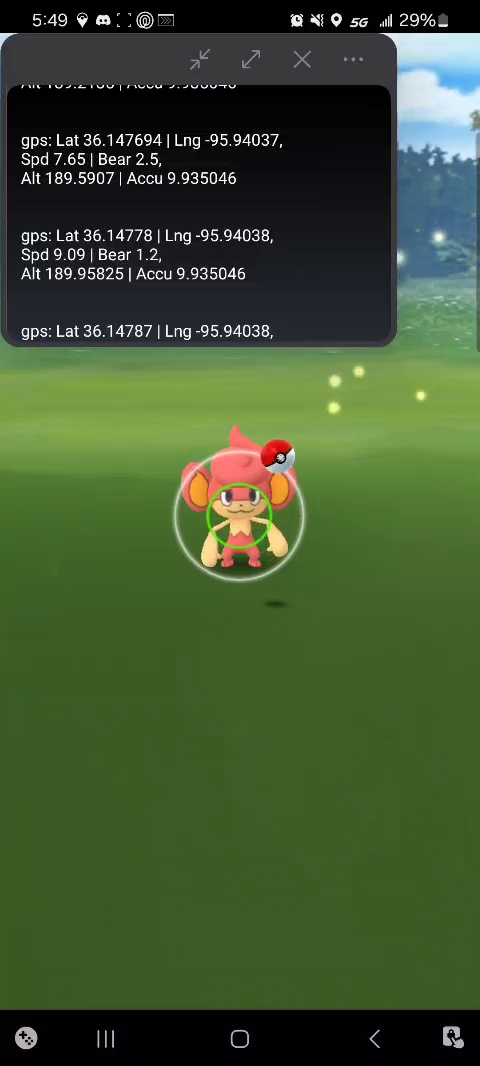 5:49
5G
29%
gps: Lat 36.147694 | Lng -95.94037,
Spd 7.65 | Bear 2.5,
Alt 189.5907 | Accu 9.935046
gps: Lat 36.14778 | Lng -95.94038,
Spd 9.09 | Bear 1.2,
Alt 189.95825 | Accu 9.935046
gps: Lat 36.14787 | Lng -95.94038,